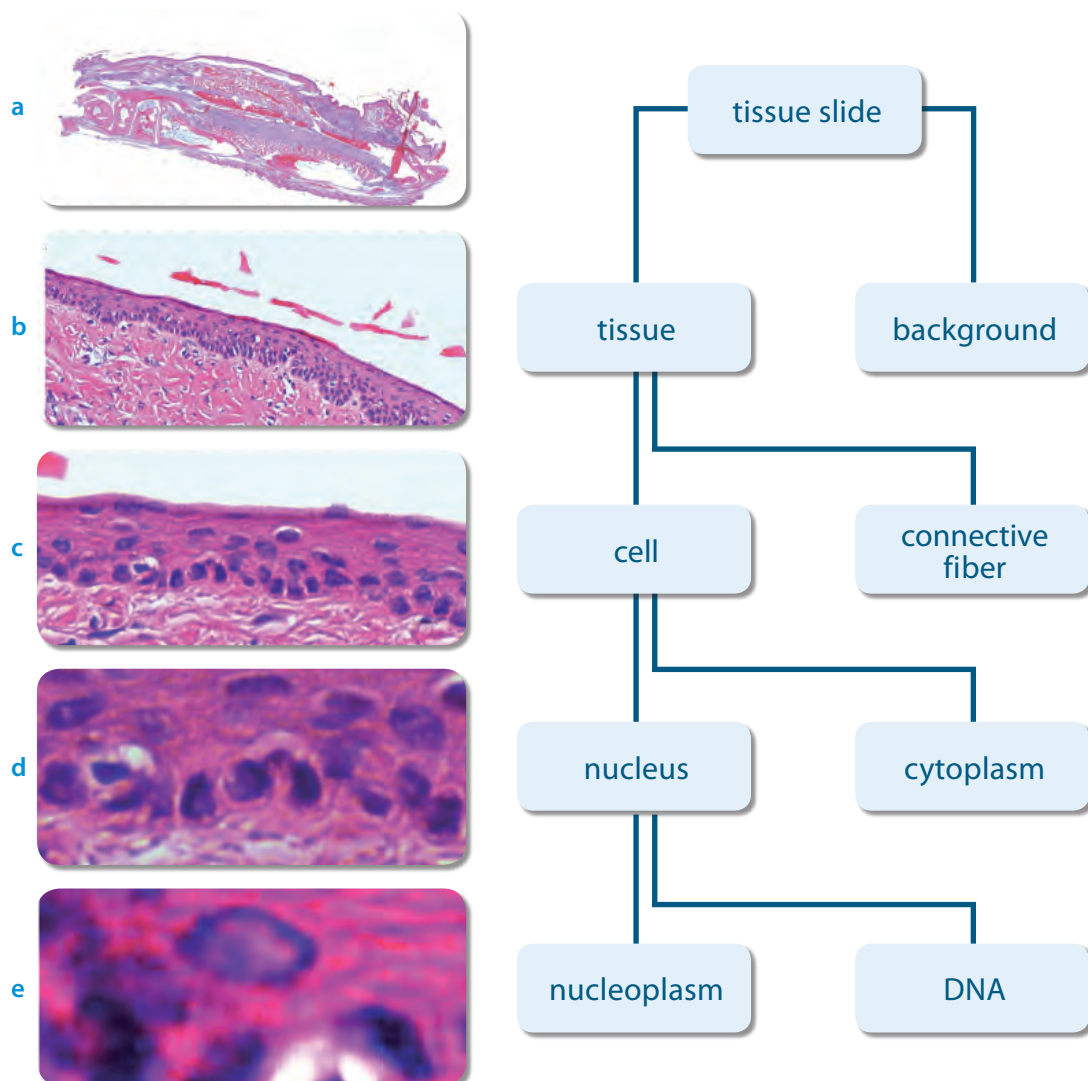 a
tissue slide
b
tissue
background
c
cell
connective
fiber
d
nucleus
cytoplasm
e
nucleoplasm
DNA